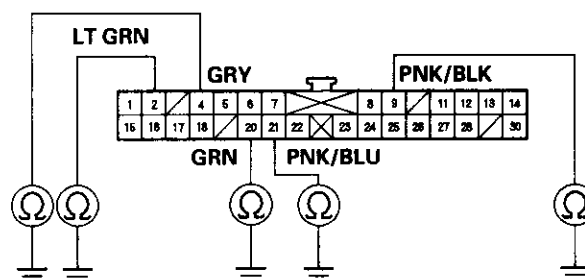 LT GRN
GRY
PNK/BLK
1 2 4 5 6 7 8 9 11 12 13 14
15 16 17 18 20 21 22 23 24 25 26 27 28 30
GRN
PNK/BLU
Ω Ω Ω Ω Ω